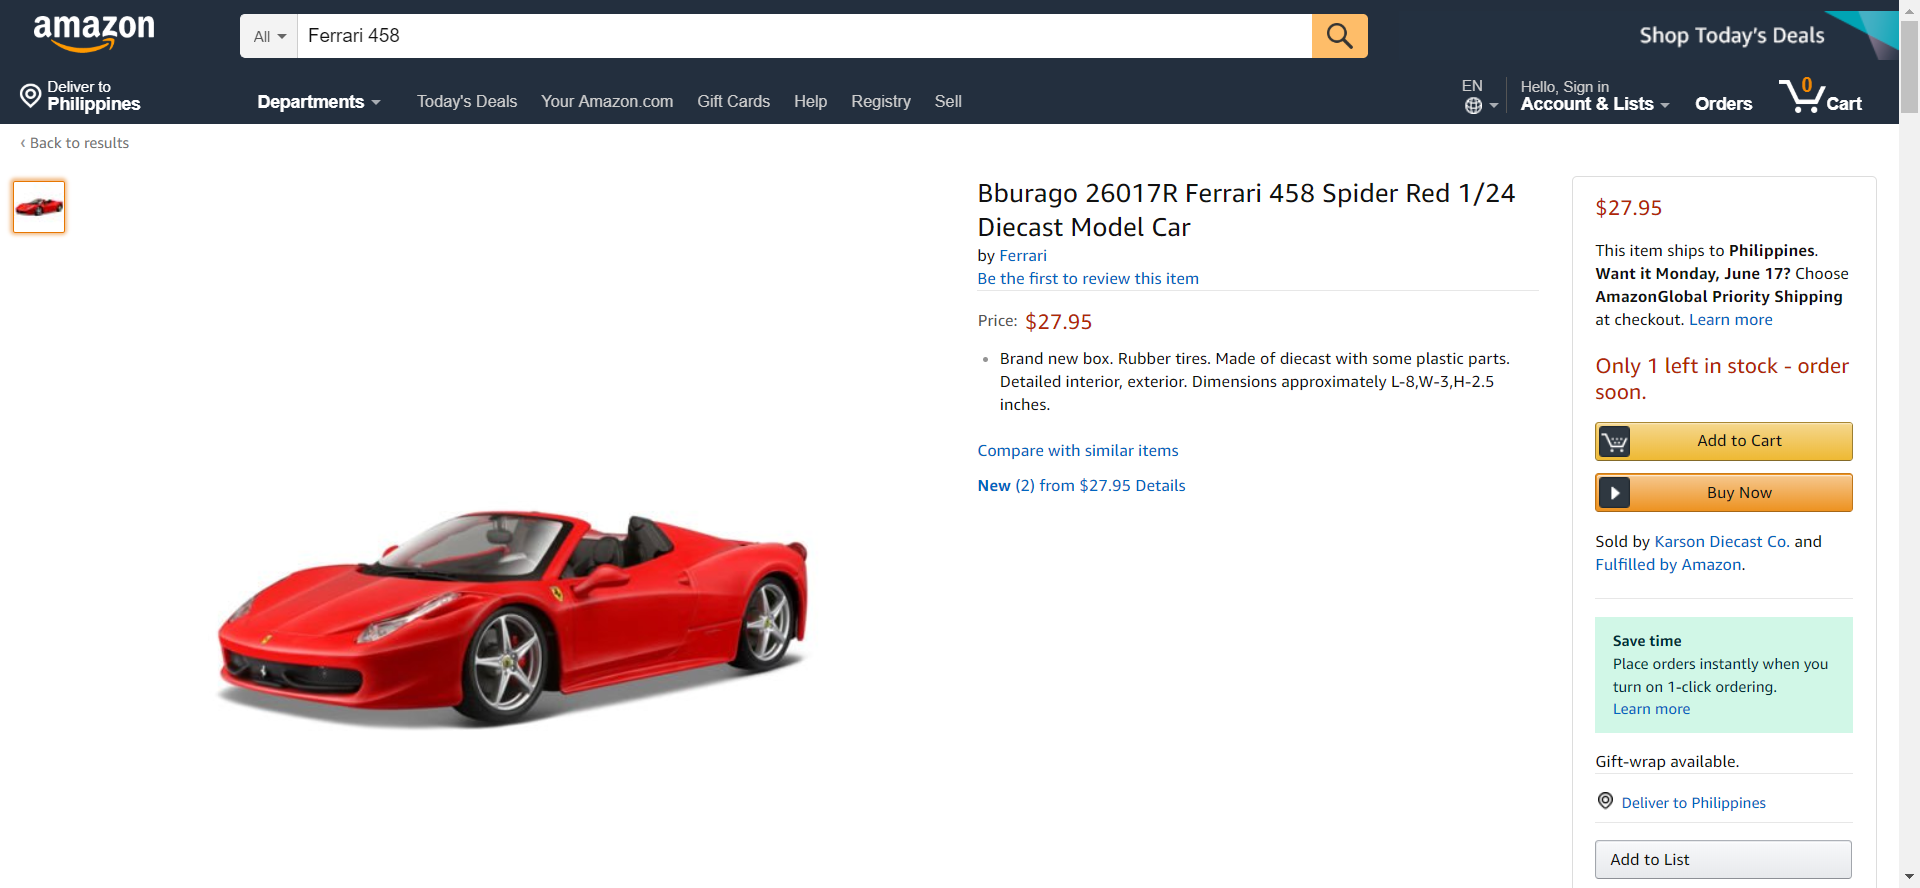 amazon
All
Ferrari 458
Shop Today's Deals
Deliver to
Philippines
Departments
Today's Deals
Your Amazon.com
Gift Cards
Help
Registry
Sell
EN
Hello, Sign in
Account & Lists
Orders
0
Cart
‹ Back to results
Bburago 26017R Ferrari 458 Spider Red 1/24
Diecast Model Car
by Ferrari
Be the first to review this item
Price: $27.95
• Brand new box. Rubber tires. Made of diecast with some plastic parts.
Detailed interior, exterior. Dimensions approximately L-8,W-3,H-2.5
inches.
Compare with similar items
New (2) from $27.95 Details
$27.95
This item ships to Philippines.
Want it Monday, June 17? Choose
AmazonGlobal Priority Shipping
at checkout. Learn more
Only 1 left in stock - order
soon.
Add to Cart
Buy Now
Sold by Karson Diecast Co. and
Fulfilled by Amazon.
Save time
Place orders instantly when you
turn on 1-click ordering.
Learn more
Gift-wrap available.
Deliver to Philippines
Add to List